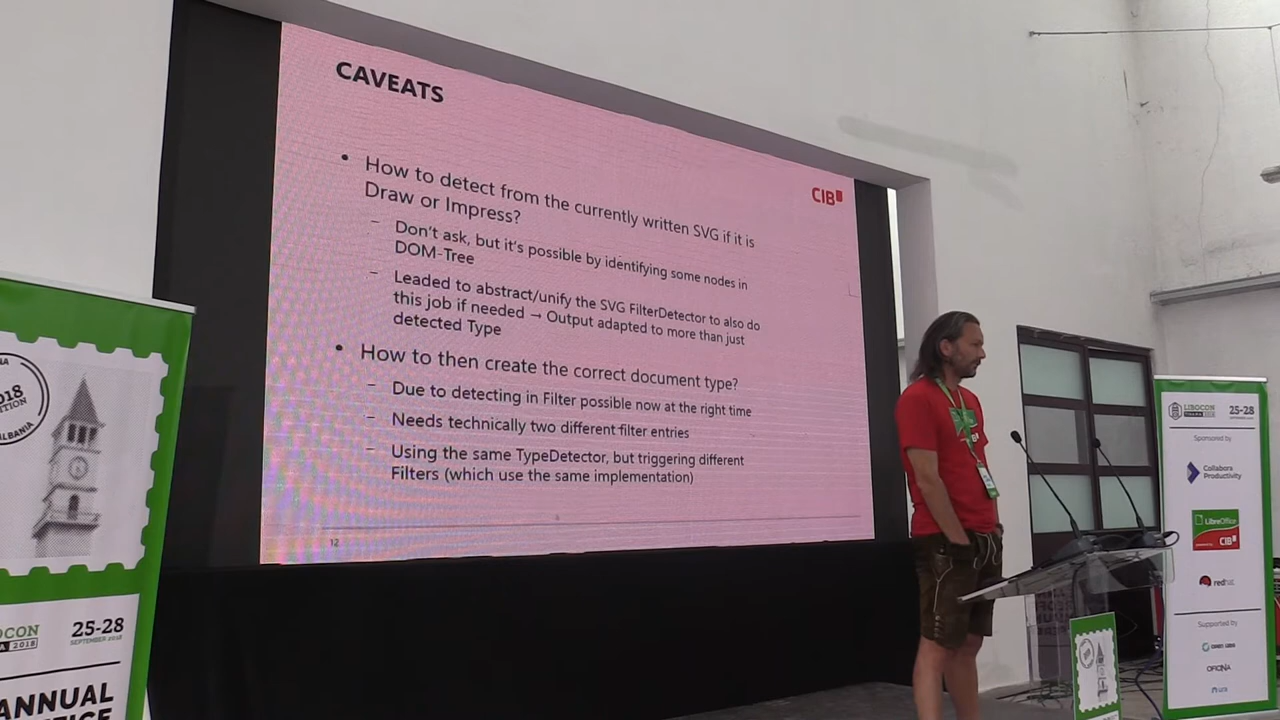 CAVEATS
CIB
• How to detect from the currently written SVG if it is
Draw or Impress?
– Don't ask, but it's possible by identifying some nodes in
DOM-Tree
– Leaded to abstract/unify the SVG FilterDetector to also do
this job if needed → Output adapted to more than just
detected Type
• How to then create the correct document type?
– Due to detecting in Filter possible now at the right time
– Needs technically two different filter entries
– Using the same TypeDetector, but triggering different
Filters (which use the same implementation)
12
2018
ALBANIA
OCON
2018
25-28
SEPTEMBER 2018
ANNUAL
LIBOCON
25-28
Sponsored by
Collabora
Productivity
LibreOffice
CIB
redhat
Supported by
OFICINA